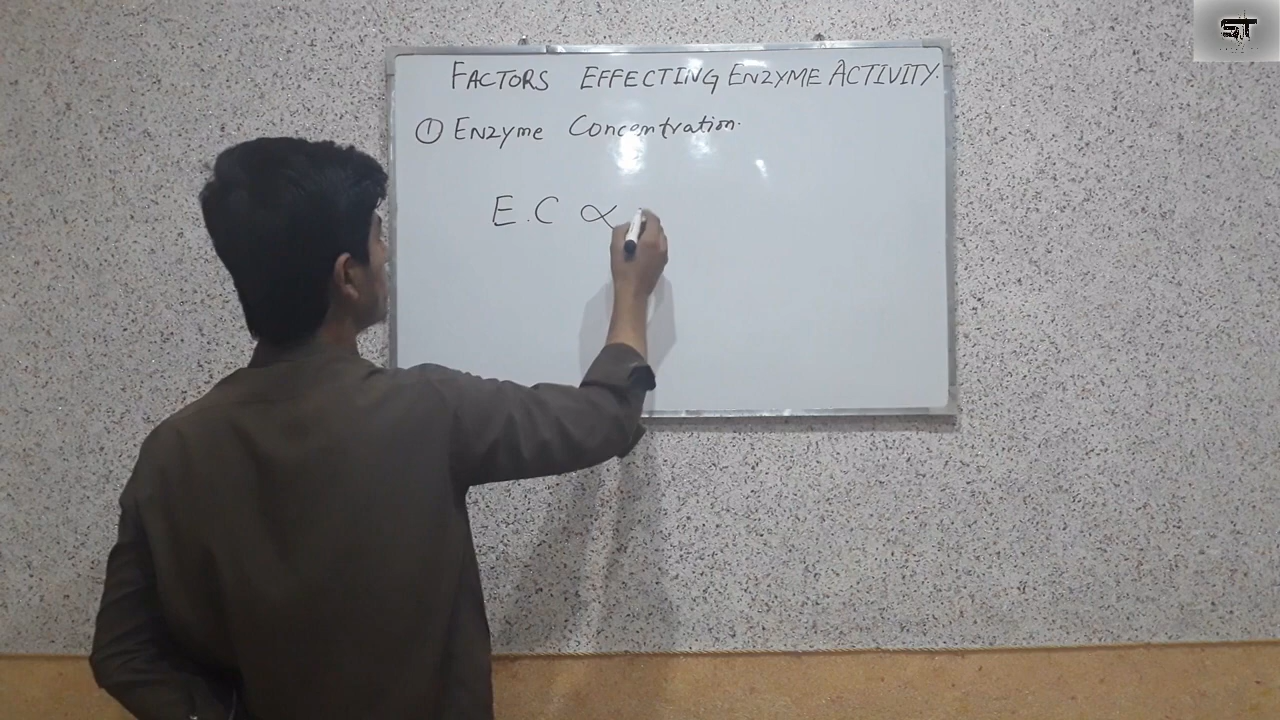 FACTORS EFFECTING ENZYME ACTIVITY.
① Enzyme Concentration.
E.C ∝
ST